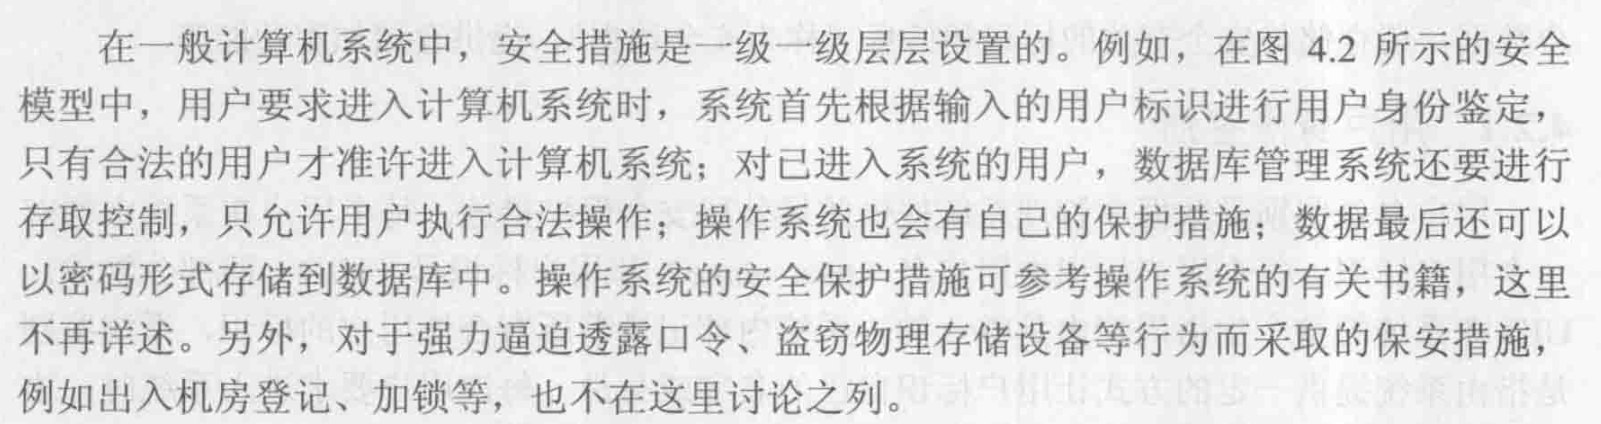 在一般计算机系统中，安全措施是一级一级层层设置的。例如，在图 4.2 所示的安全
模型中，用户要求进入计算机系统时，系统首先根据输入的用户标识进行用户身份鉴定，
只有合法的用户才准许进入计算机系统；对已进入系统的用户，数据库管理系统还要进行
存取控制，只允许用户执行合法操作；操作系统也会有自己的保护措施；数据最后还可以
以密码形式存储到数据库中。操作系统的安全保护措施可参考操作系统的有关书籍，这里
不再详述。另外，对于强力逼迫透露口令、盗窃物理存储设备等行为而采取的保安措施，
例如出入机房登记、加锁等，也不在这里讨论之列。